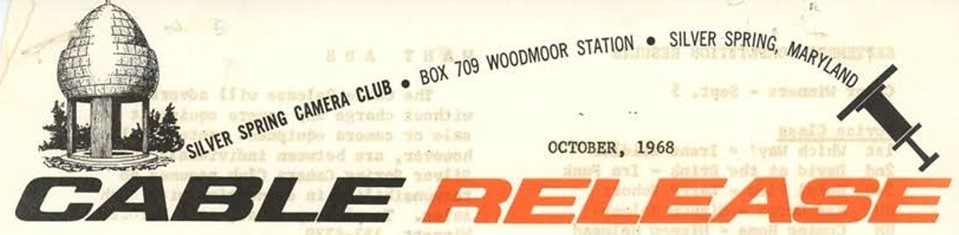 SILVER SPRING CAMERA CLUB • BOX 709 WOODMOOR STATION • SILVER SPRING, MARYLAND
OCTOBER, 1968
CABLE RELEASE